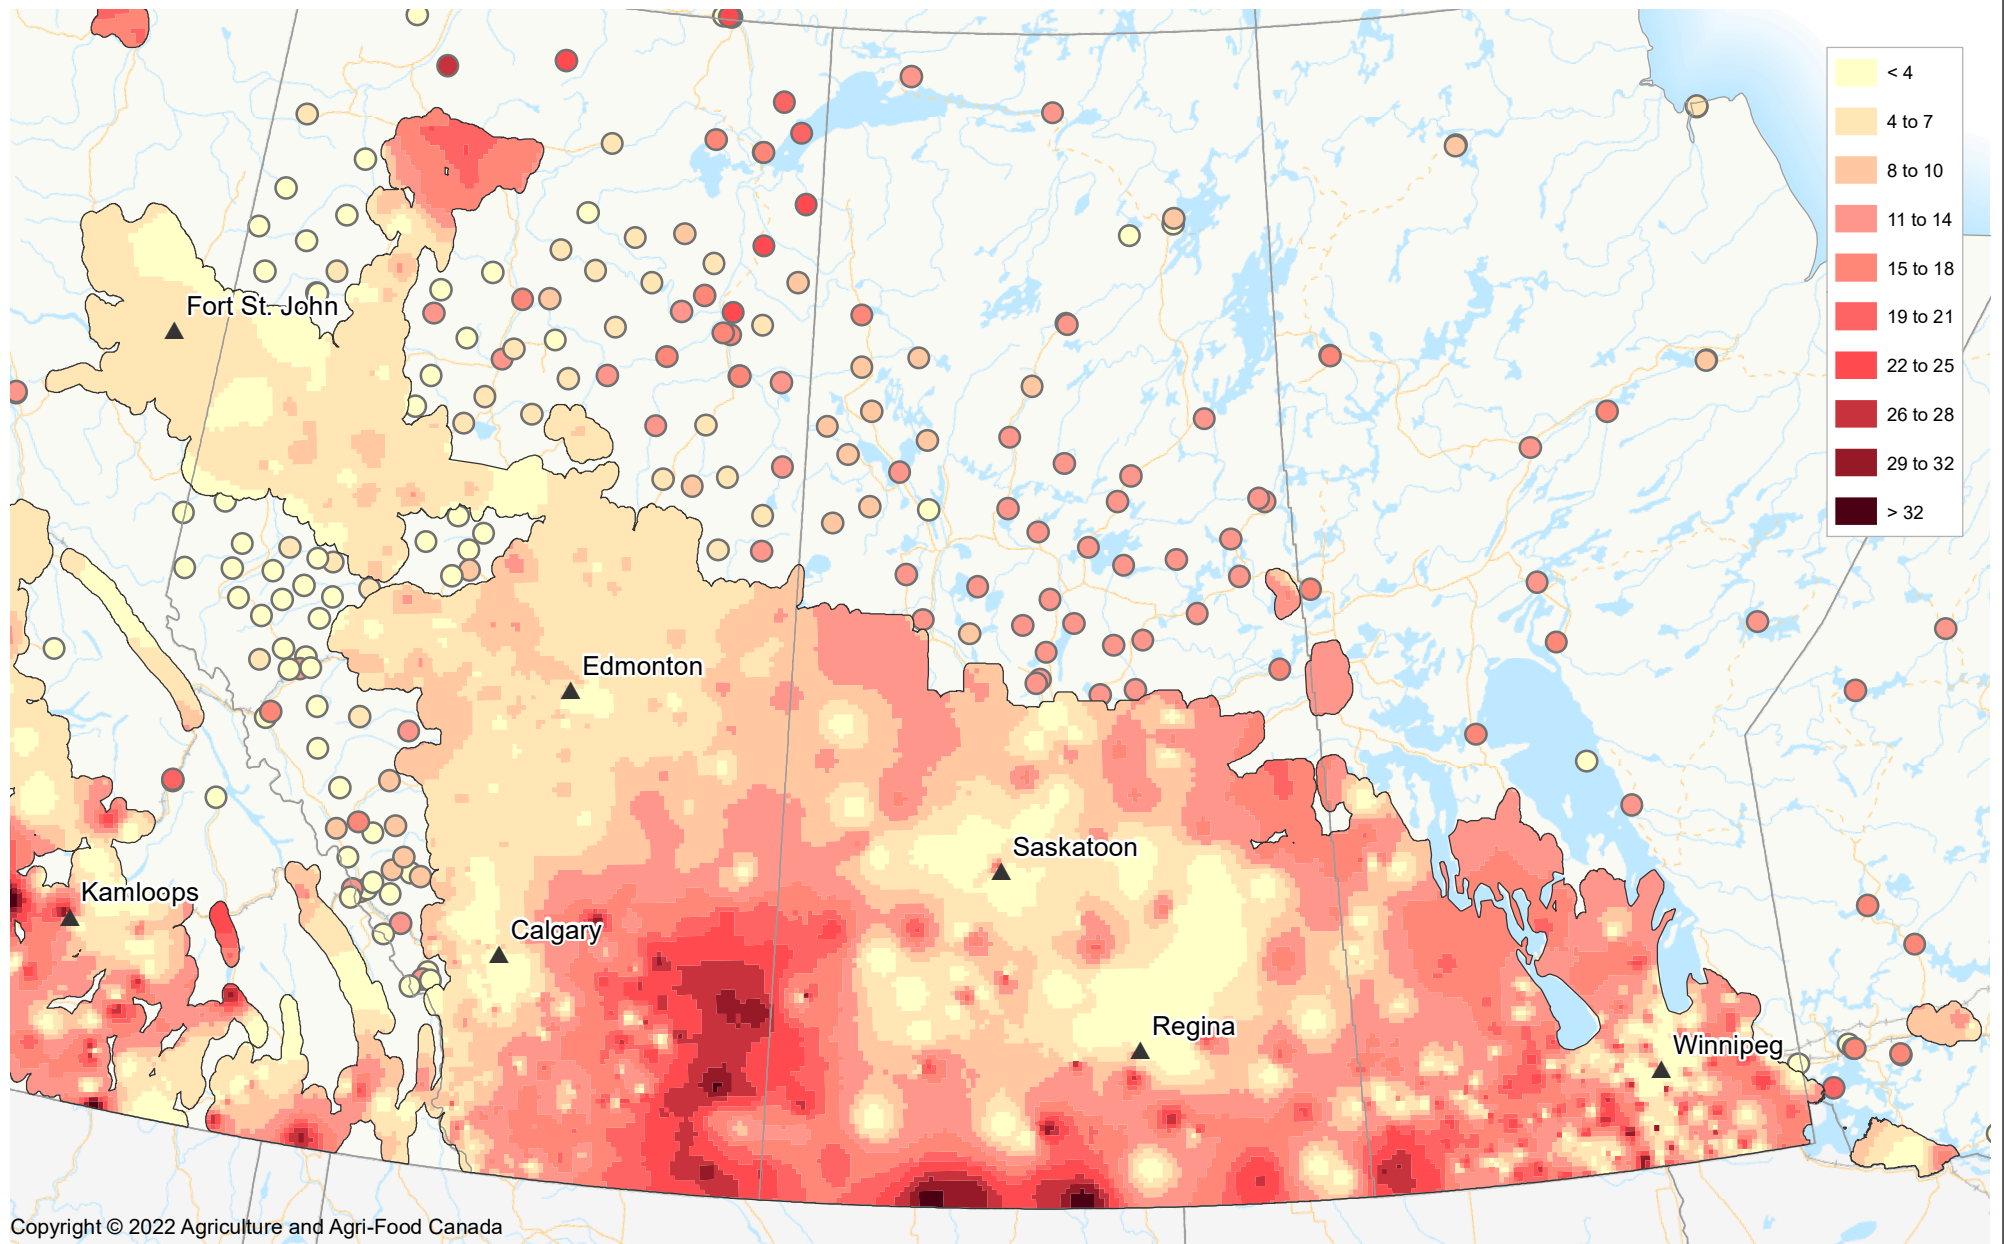 < 4
4 to 7
8 to 10
11 to 14
15 to 18
19 to 21
22 to 25
26 to 28
29 to 32
> 32
Fort St. John
Edmonton
Saskatoon
Kamloops
Calgary
Regina
Winnipeg
Copyright © 2022 Agriculture and Agri-Food Canada